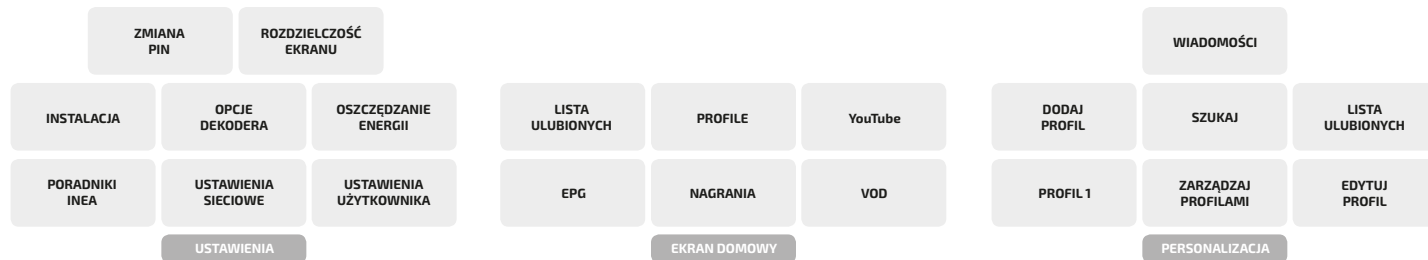 ZMIANA
PIN
ROZDZIELCZOŚĆ
EKRANU
INSTALACJA
OPCJE
DEKODERA
OSZCZĘDZANIE
ENERGII
PORADNIKI
INEA
USTAWIENIA
SIECIOWE
USTAWIENIA
UŻYTKOWNIKA
USTAWIENIA
LISTA
ULUBIONYCH
PROFILE
YouTube
EPG
NAGRANIA
VOD
EKRAN DOMOWY
WIADOMOŚCI
DODAJ
PROFIL
SZUKAJ
LISTA
ULUBIONYCH
PROFIL 1
ZARZĄDZAJ
PROFILAMI
EDYTUJ
PROFIL
PERSONALIZACJA